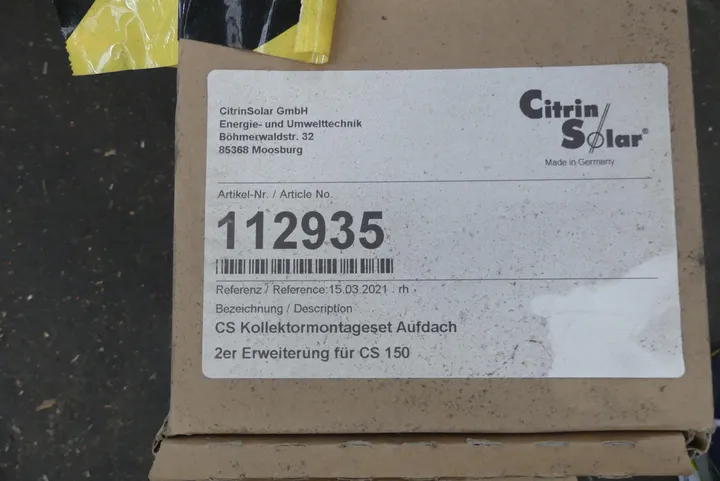 CitrinSolar GmbH
Energie- und Umwelttechnik
Böhmerwaldstr. 32
85368 Moosburg
Citrin
Solar®
Made in Germany
Artikel-Nr. / Article No.
112935
Referenz / Reference:15.03.2021 . rh
Bezeichnung / Description
CS Kollektormontageset Aufdach
2er Erweiterung für CS 150